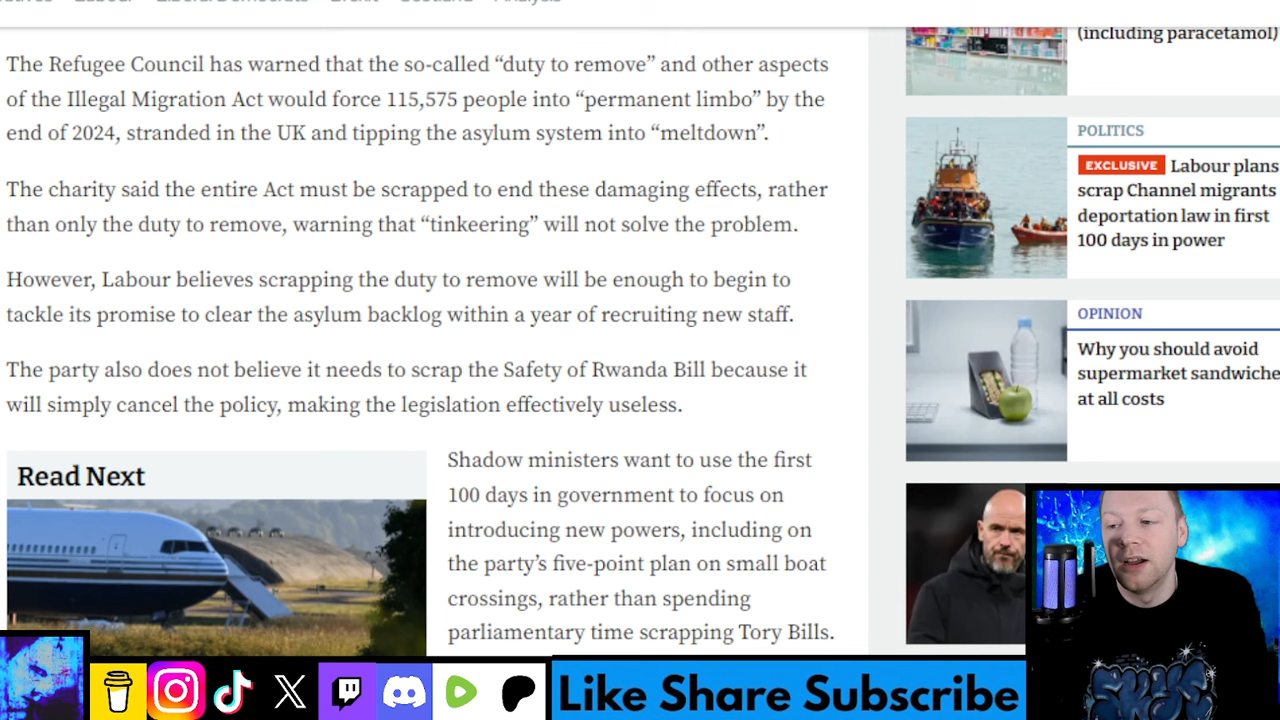 The Refugee Council has warned that the so-called “duty to remove” and other aspects
of the Illegal Migration Act would force 115,575 people into “permanent limbo” by the
end of 2024, stranded in the UK and tipping the asylum system into “meltdown”.
The charity said the entire Act must be scrapped to end these damaging effects, rather
than only the duty to remove, warning that “tinkering” will not solve the problem.
However, Labour believes scrapping the duty to remove will be enough to begin to
tackle its promise to clear the asylum backlog within a year of recruiting new staff.
The party also does not believe it needs to scrap the Safety of Rwanda Bill because it
will simply cancel the policy, making the legislation effectively useless.
Read Next
Shadow ministers want to use the first
100 days in government to focus on
introducing new powers, including on
the party’s five-point plan on small boat
crossings, rather than spending
parliamentary time scrapping Tory Bills.
(including paracetamol)
POLITICS
EXCLUSIVE Labour plans
scrap Channel migrants
deportation law in first
100 days in power
OPINION
Why you should avoid
supermarket sandwiche
at all costs
Like Share Subscribe